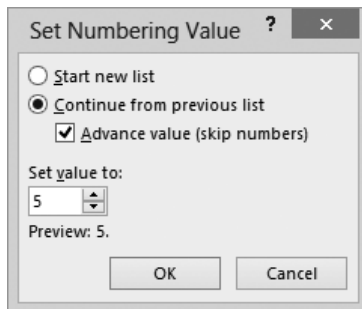 Set Numbering Value ? ×
Start new list
Continue from previous list
Advance value (skip numbers)
Set value to:
5
Preview: 5.
OK Cancel